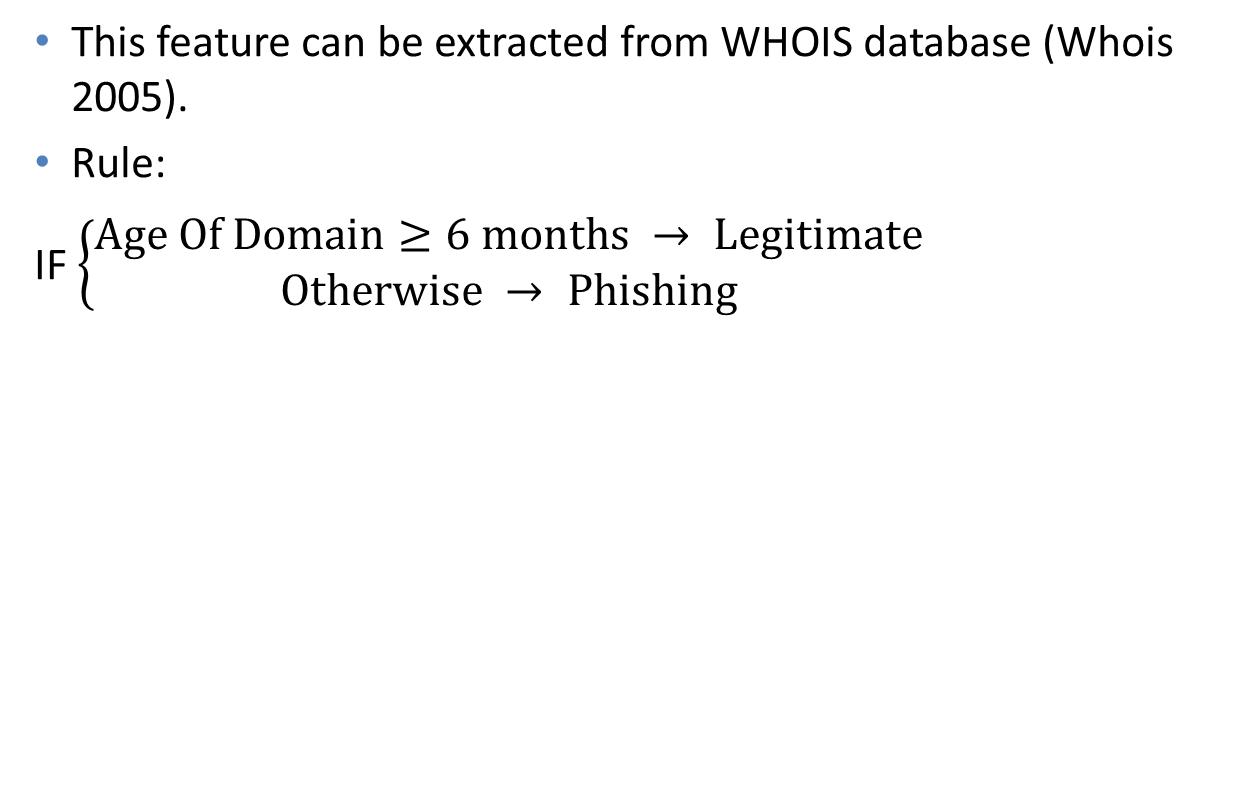 • This feature can be extracted from WHOIS database (Whois
2005).
• Rule:
IF { Age Of Domain ≥ 6 months → Legitimate
Otherwise → Phishing